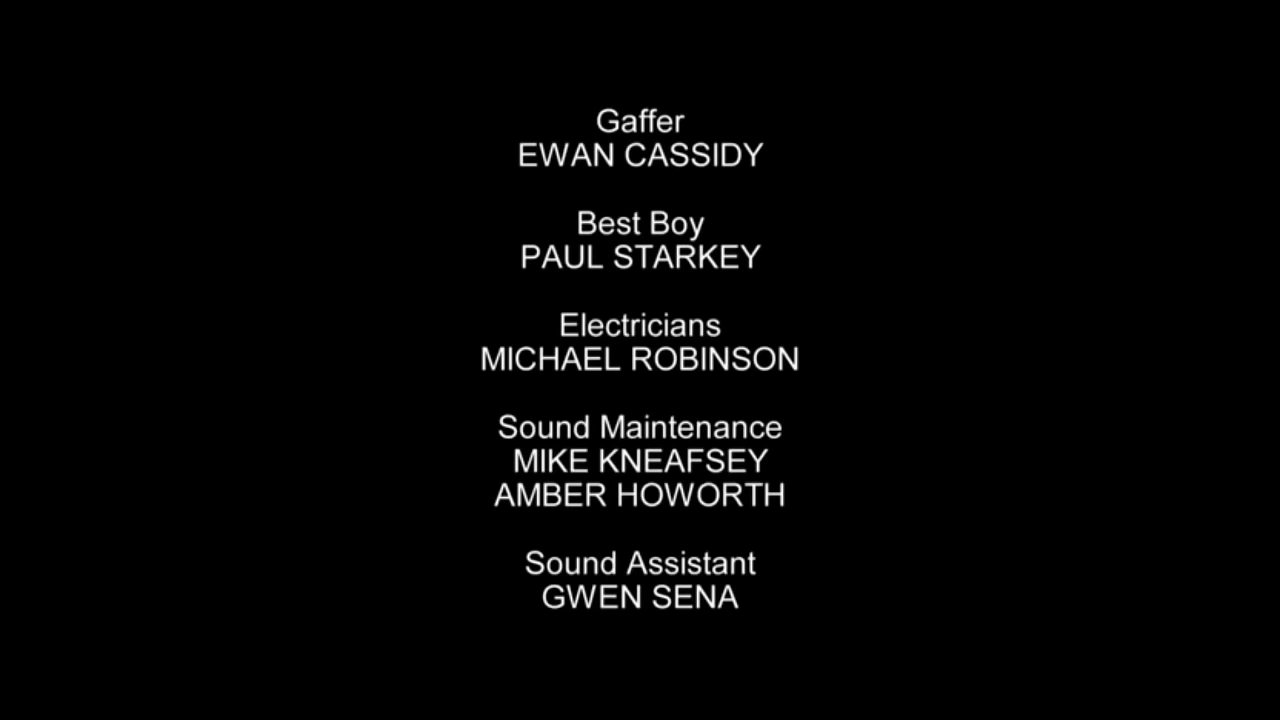 Gaffer
EWAN CASSIDY
Best Boy
PAUL STARKEY
Electricians
MICHAEL ROBINSON
Sound Maintenance
MIKE KNEAFSEY
AMBER HOWORTH
Sound Assistant
GWEN SENA